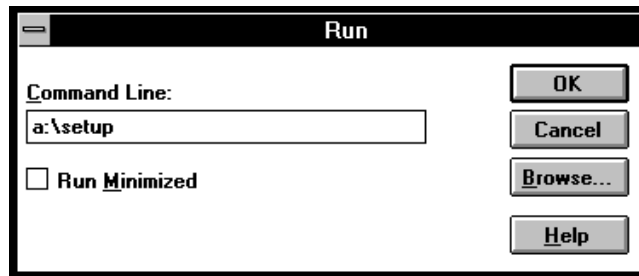 Run
Command Line:
a:\setup
Run Minimized
OK
Cancel
Browse...
Help